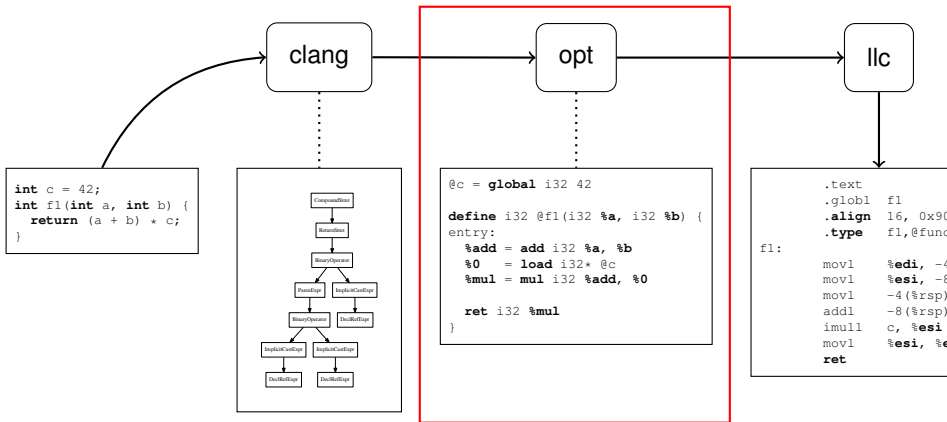 clang
opt
llc
int c = 42;
int f1(int a, int b) {
  return (a + b) * c;
}
CompoundStmt
ReturnStmt
BinaryOperator
ParenExpr ImplicitCastExpr
BinaryOperator DeclRefExpr
ImplicitCastExpr ImplicitCastExpr
DeclRefExpr DeclRefExpr
@c = global i32 42
define i32 @f1(i32 %a, i32 %b) {
entry:
  %add = add i32 %a, %b
  %0   = load i32* @c
  %mul = mul i32 %add, %0
  ret i32 %mul
}
.text
.globl f1
.align 16, 0x90
.type f1,@func
f1:
movl %edi, -4
movl %esi, -8
movl -4(%rsp)
addl -8(%rsp)
imull c, %esi
movl %esi, %e
ret